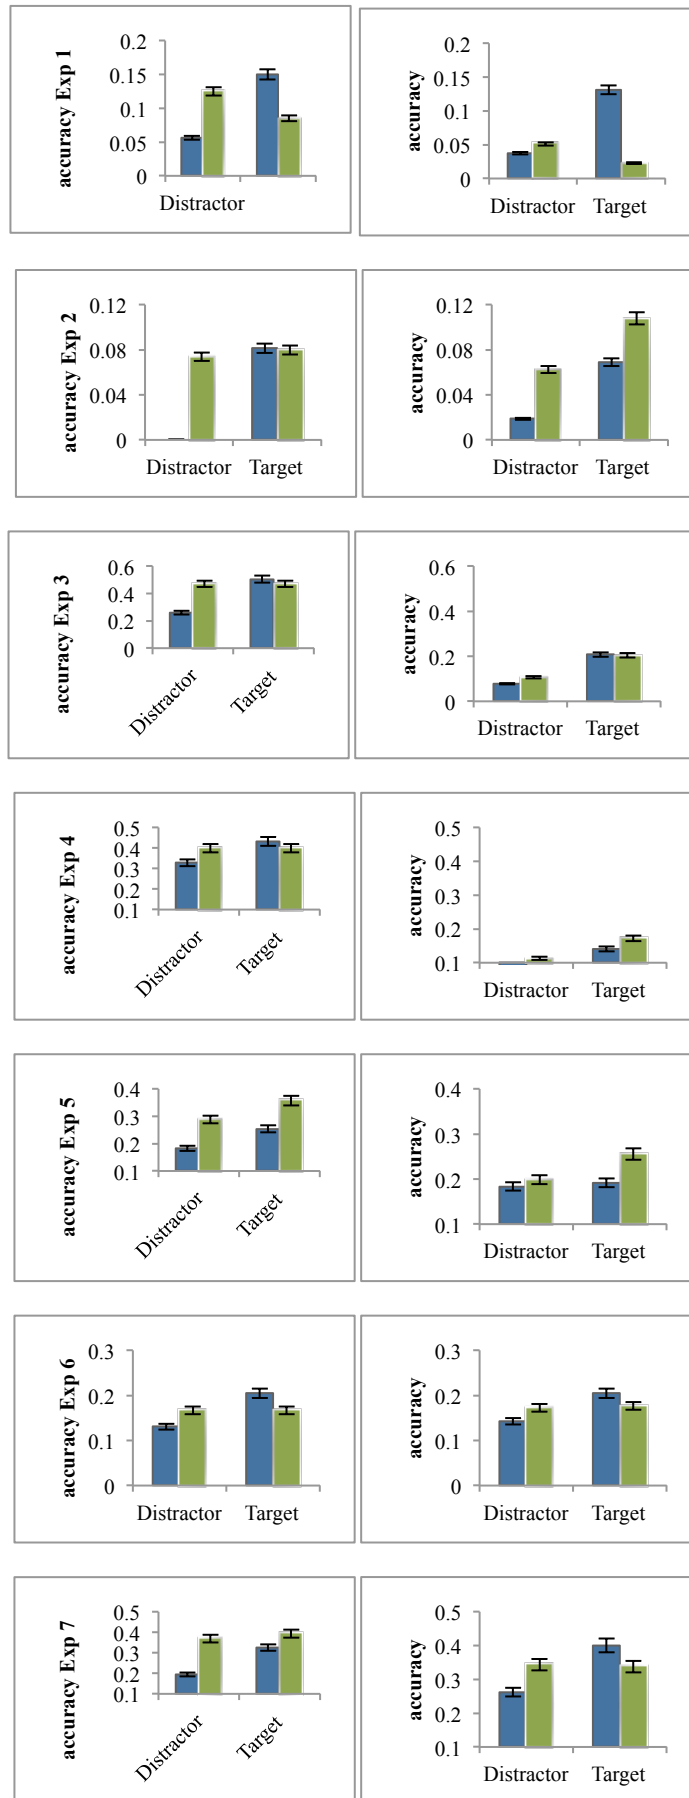 accuracy Exp 1
0.2
0.15
0.1
0.05
0
Distractor
accuracy
0.2
0.15
0.1
0.05
0
Distractor Target
accuracy Exp 2
0.12
0.08
0.04
0
Distractor Target
accuracy
0.12
0.08
0.04
0
Distractor Target
accuracy Exp 3
0.6
0.4
0.2
0
Distractor Target
accuracy
0.6
0.4
0.2
0
Distractor Target
accuracy Exp 4
0.5
0.4
0.3
0.2
0.1
Distractor Target
accuracy
0.5
0.4
0.3
0.2
0.1
Distractor Target
accuracy Exp 5
0.4
0.3
0.2
0.1
Distractor Target
accuracy
0.4
0.3
0.2
0.1
Distractor Target
accuracy Exp 6
0.3
0.2
0.1
0
Distractor Target
accuracy
0.3
0.2
0.1
0
Distractor Target
accuracy Exp 7
0.5
0.4
0.3
0.2
0.1
Distractor Target
accuracy
0.5
0.4
0.3
0.2
0.1
Distractor Target